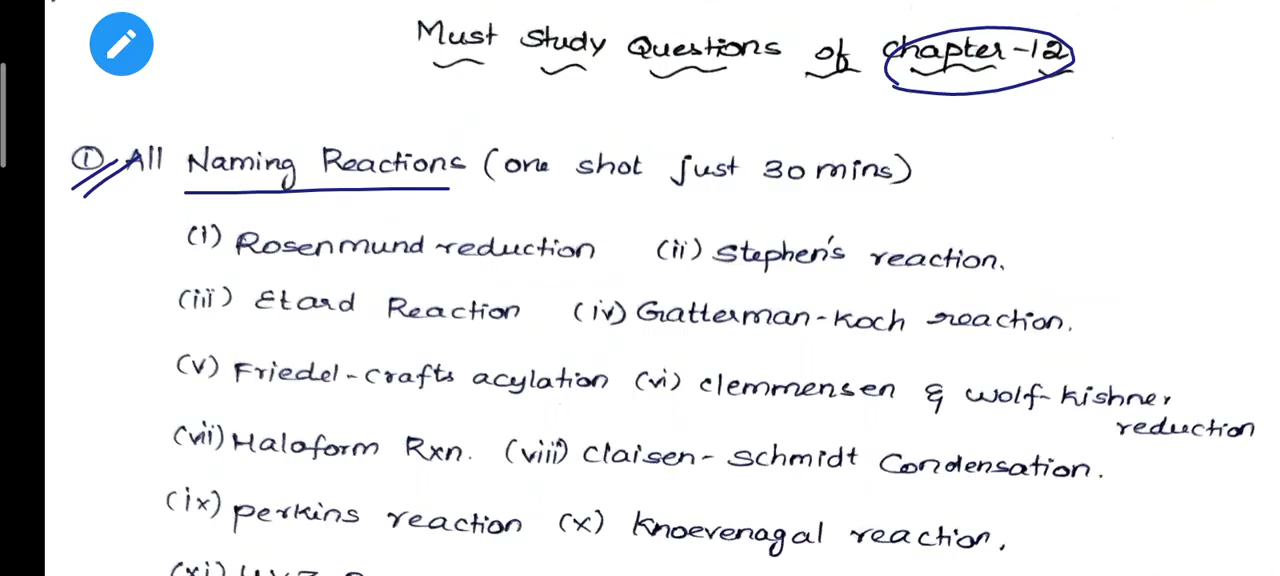 Must Study Questions of chapter-12
① All Naming Reactions (one shot just 30 mins)
(i) Rosenmund reduction (ii) Stephen's reaction.
(iii) Etard Reaction (iv) Gatterman-Koch reaction.
(v) Friedel-crafts acylation (vi) clemmensen & wolf-kishner
reduction
(vii) Haloform Rxn. (viii) claisen-schmidt Condensation.
(ix) perkins reaction (x) Knoevenagal reaction.
(xi)